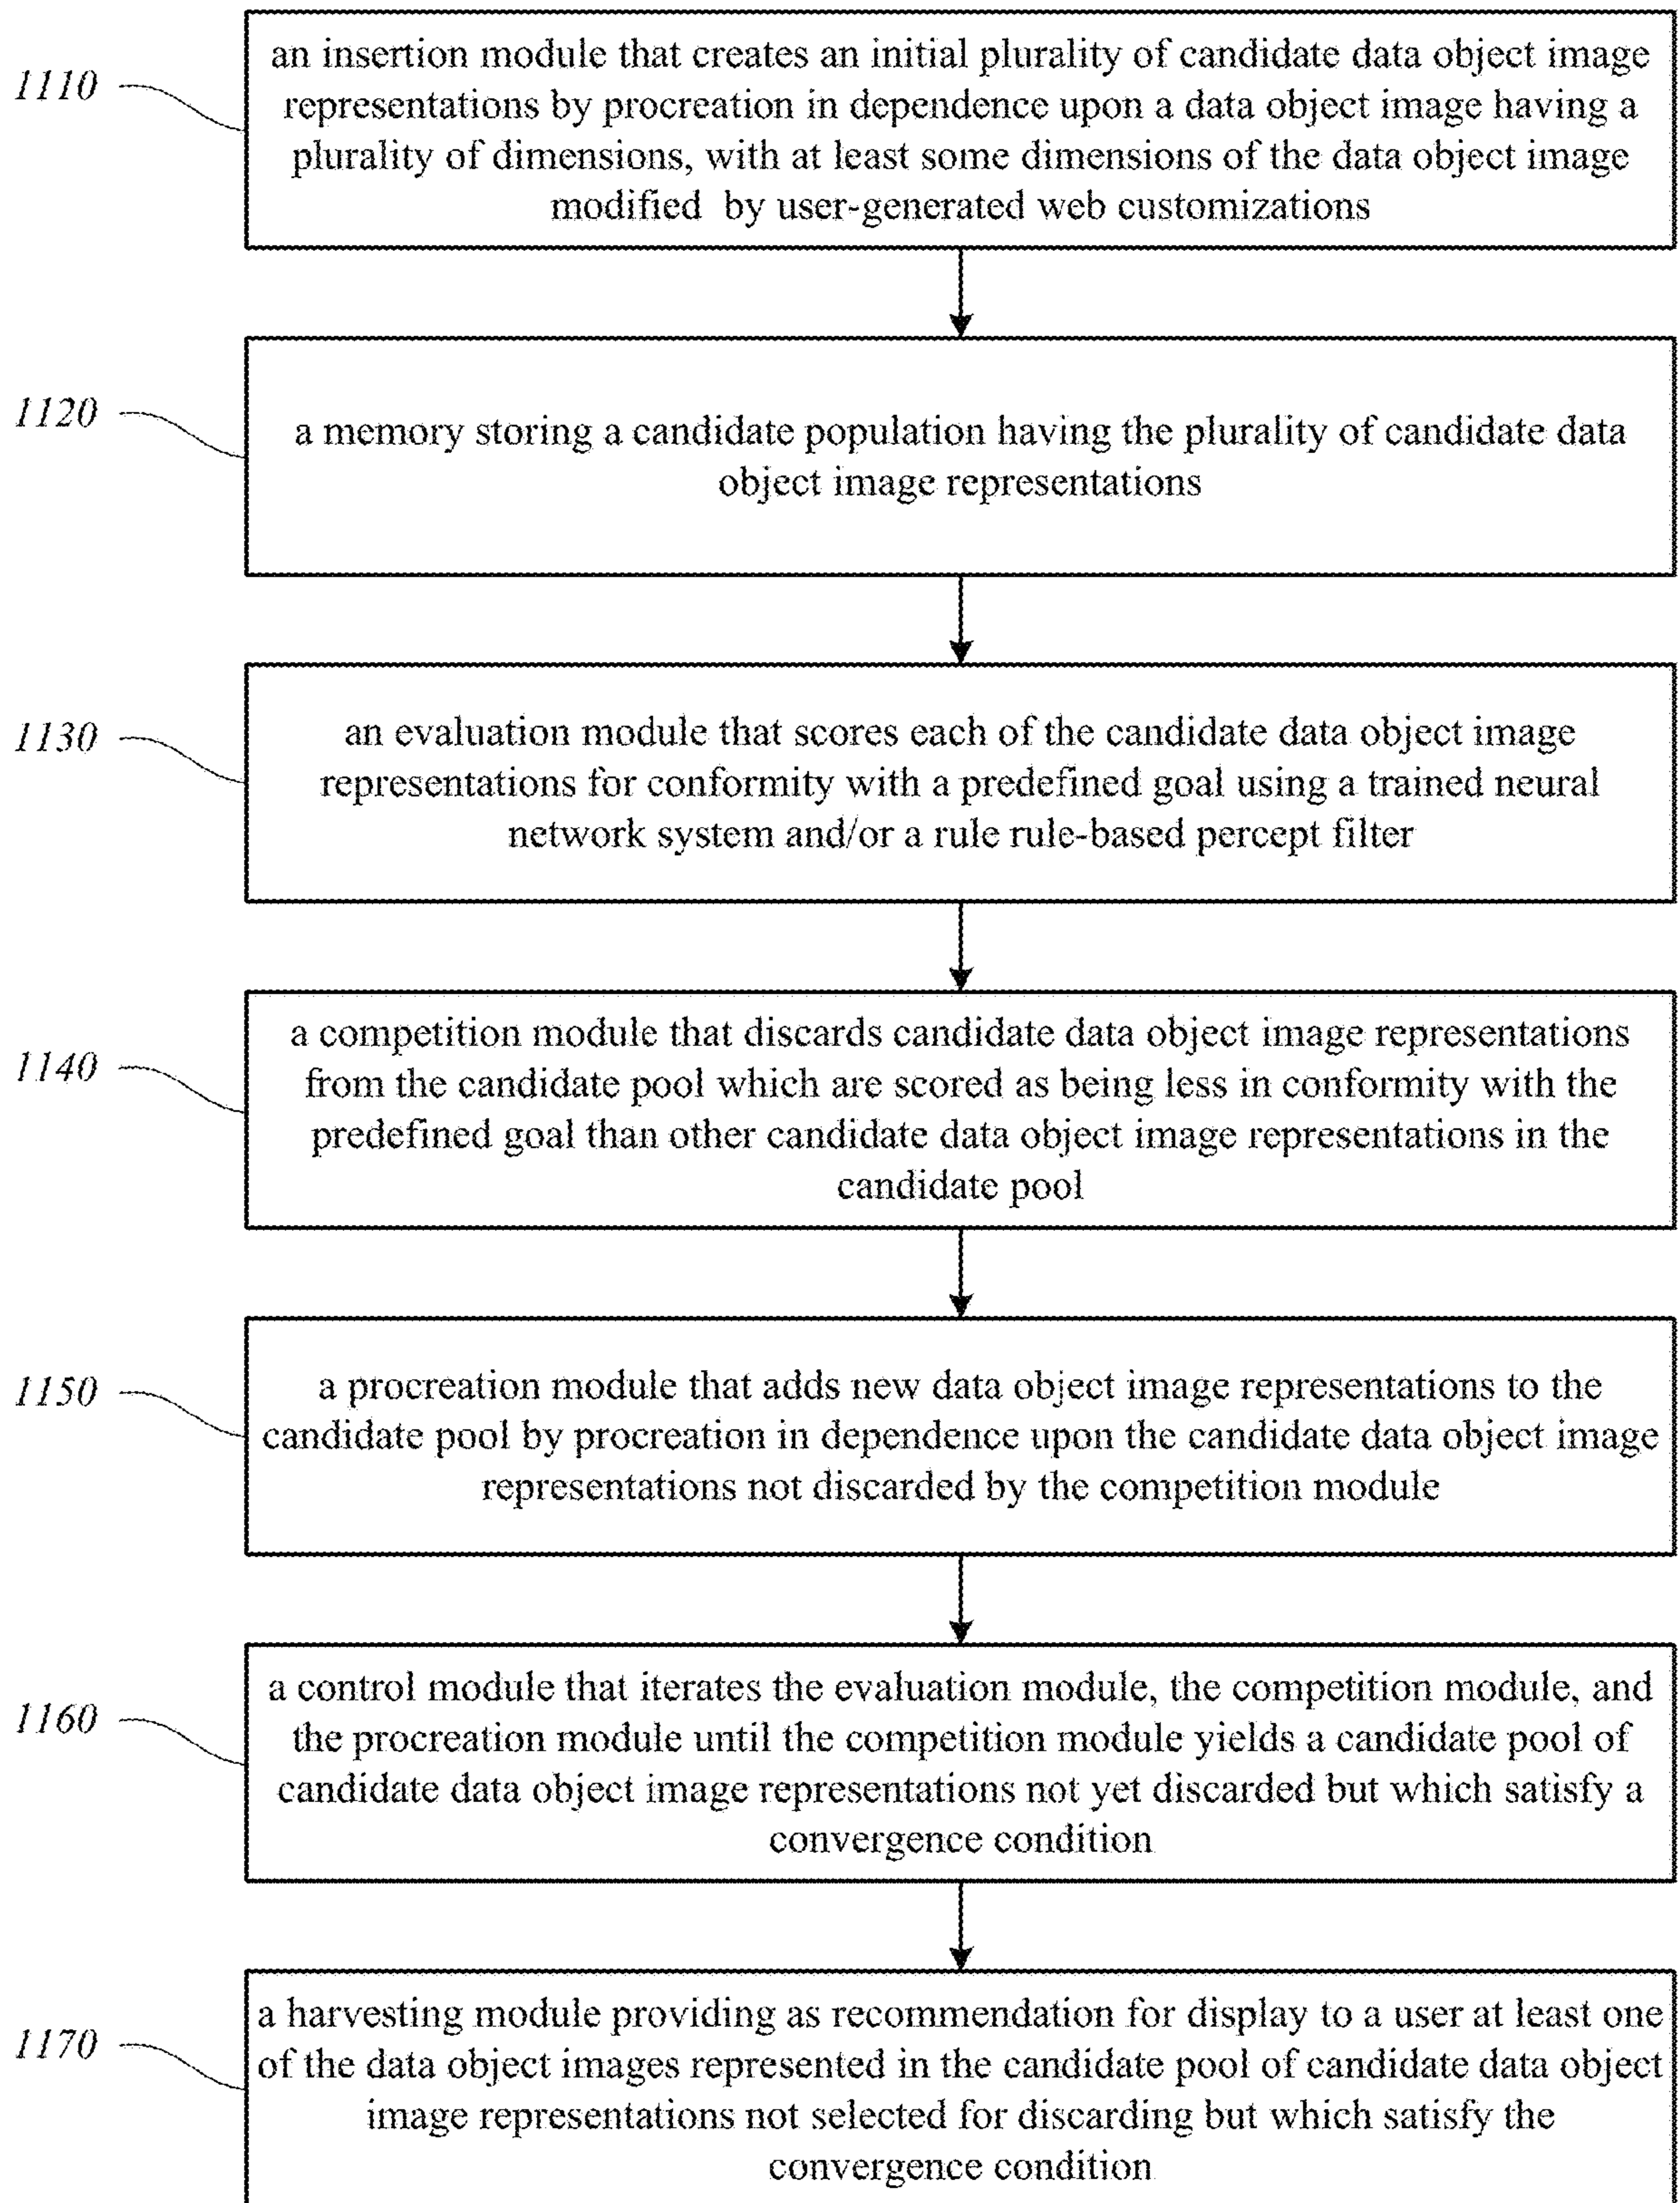 1110
an insertion module that creates an initial plurality of candidate data object image
representations by procreation in dependence upon a data object image having a
plurality of dimensions, with at least some dimensions of the data object image
modified by user-generated web customizations
1120
a memory storing a candidate population having the plurality of candidate data
object image representations
1130
an evaluation module that scores each of the candidate data object image
representations for conformity with a predefined goal using a trained neural
network system and/or a rule rule-based percept filter
1140
a competition module that discards candidate data object image representations
from the candidate pool which are scored as being less in conformity with the
predefined goal than other candidate data object image representations in the
candidate pool
1150
a procreation module that adds new data object image representations to the
candidate pool by procreation in dependence upon the candidate data object image
representations not discarded by the competition module
1160
a control module that iterates the evaluation module, the competition module, and
the procreation module until the competition module yields a candidate pool of
candidate data object image representations not yet discarded but which satisfy a
convergence condition
1170
a harvesting module providing as recommendation for display to a user at least one
of the data object images represented in the candidate pool of candidate data object
image representations not selected for discarding but which satisfy the
convergence condition